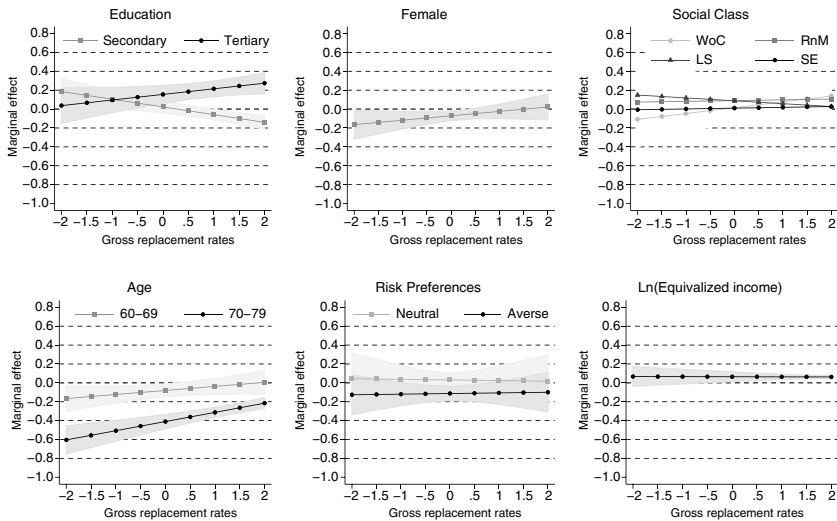 Education
Secondary Tertiary
Marginal effect
0.8
0.6
0.4
0.2
0.0
−0.2
−0.4
−0.6
−0.8
−1.0
−2 −1.5 −1 −.5 0 .5 1 1.5 2
Gross replacement rates
Female
Marginal effect
0.8
0.6
0.4
0.2
0.0
−0.2
−0.4
−0.6
−0.8
−1.0
−2 −1.5 −1 −.5 0 .5 1 1.5 2
Gross replacement rates
Social Class
WoC RnM
LS SE
Marginal effect
0.8
0.6
0.4
0.2
0.0
−0.2
−0.4
−0.6
−0.8
−1.0
−2 −1.5 −1 −.5 0 .5 1 1.5 2
Gross replacement rates
Age
60−69 70−79
Marginal effect
0.8
0.6
0.4
0.2
0.0
−0.2
−0.4
−0.6
−0.8
−1.0
−2 −1.5 −1 −.5 0 .5 1 1.5 2
Gross replacement rates
Risk Preferences
Neutral Averse
Marginal effect
0.8
0.6
0.4
0.2
0.0
−0.2
−0.4
−0.6
−0.8
−1.0
−2 −1.5 −1 −.5 0 .5 1 1.5 2
Gross replacement rates
Ln(Equivalized income)
Marginal effect
0.8
0.6
0.4
0.2
0.0
−0.2
−0.4
−0.6
−0.8
−1.0
−2 −1.5 −1 −.5 0 .5 1 1.5 2
Gross replacement rates